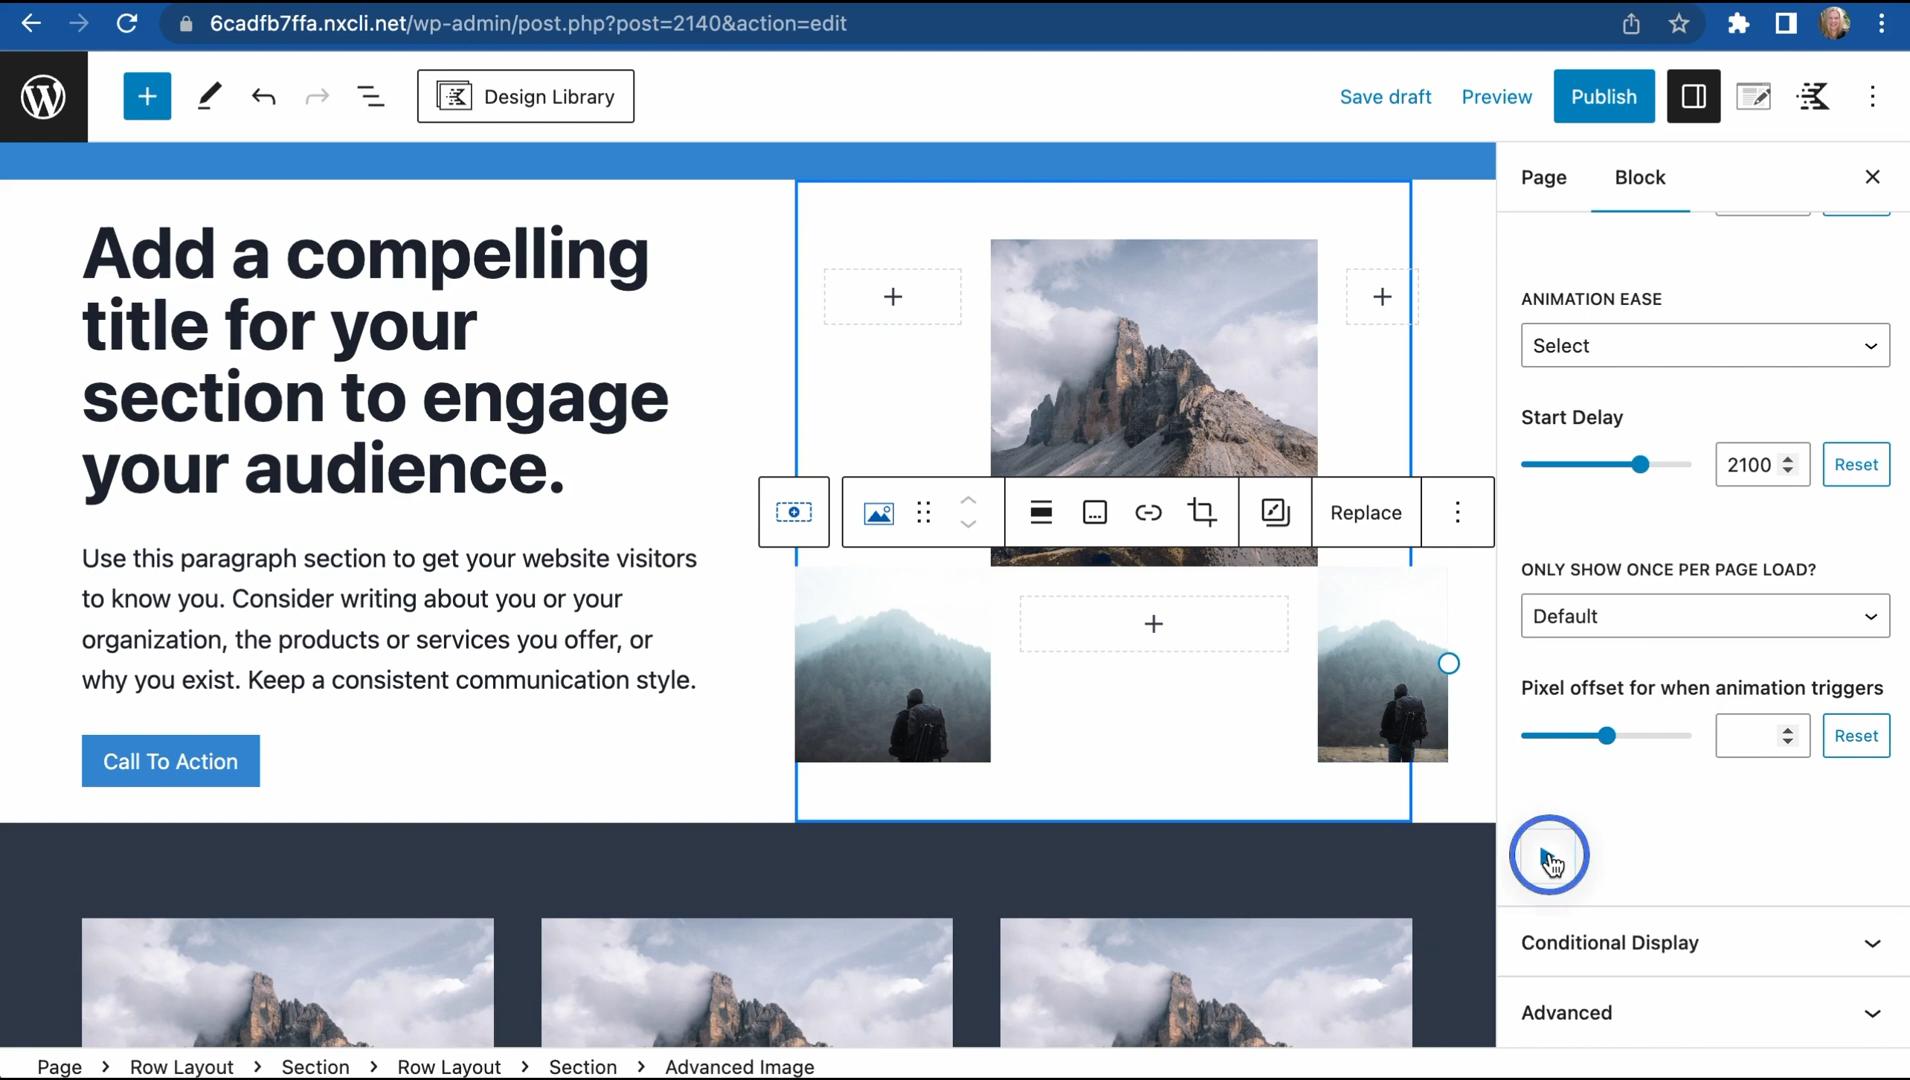 6cadfb7ffa.nxcli.net/wp-admin/post.php?post=2140&action=edit
Design Library
Save draft
Preview
Publish
Page
Block
Add a compelling
title for your
section to engage
your audience.
Use this paragraph section to get your website visitors
to know you. Consider writing about you or your
organization, the products or services you offer, or
why you exist. Keep a consistent communication style.
Call To Action
Replace
ANIMATION EASE
Select
Start Delay
2100
Reset
ONLY SHOW ONCE PER PAGE LOAD?
Default
Pixel offset for when animation triggers
Reset
Conditional Display
Advanced
Page > Row Layout > Section > Row Layout > Section > Advanced Image